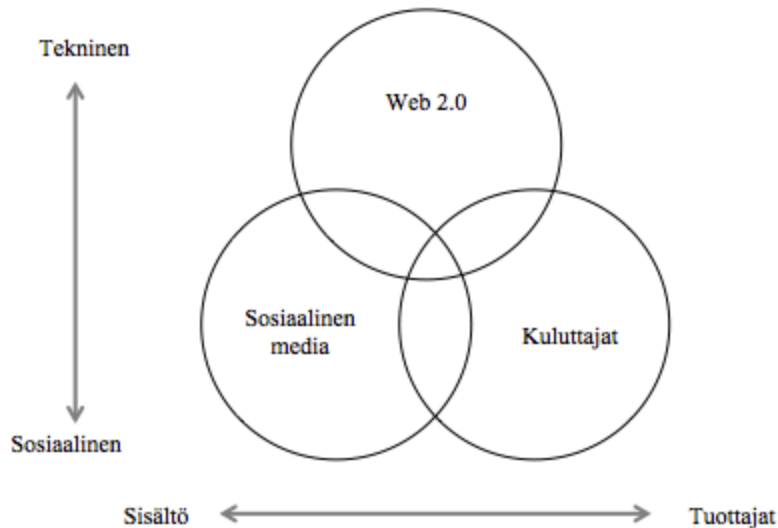 Tekninen
Web 2.0
Sosiaalinen
media
Kuluttajat
Sosiaalinen
Sisältö
Tuottajat